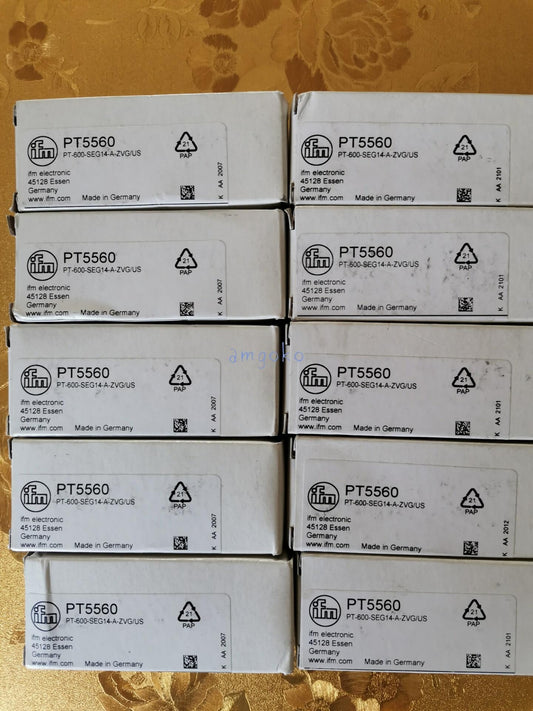 ifm
PT5560
PT-600-SEG14-A-ZVG/US
ifm electronic
45128 Essen
Germany
www.ifm.com Made in Germany
21
PAP
K AA 2007
ifm
PT5560
PT-600-SEG14-A-ZVG/US
ifm electronic
45128 Essen
Germany
www.ifm.com Made in Germany
21
PAP
K AA 2101
ifm
PT5560
PT-600-SEG14-A-ZVG/US
ifm electronic
45128 Essen
Germany
www.ifm.com Made in Germany
21
PAP
K AA 2007
ifm
PT5560
PT-600-SEG14-A-ZVG/US
ifm electronic
45128 Essen
Germany
www.ifm.com Made in Germany
21
PAP
K AA 2101
amgoko
ifm
PT5560
PT-600-SEG14-A-ZVG/US
ifm electronic
45128 Essen
Germany
www.ifm.com Made in Germany
21
PAP
K AA 2007
ifm
PT5560
PT-600-SEG14-A-ZVG/US
ifm electronic
45128 Essen
Germany
www.ifm.com Made in Germany
21
PAP
K AA 2101
ifm
PT5560
PT-600-SEG14-A-ZVG/US
ifm electronic
45128 Essen
Germany
www.ifm.com Made in Germany
21
PAP
K AA 2007
ifm
PT5560
PT-600-SEG14-A-ZVG/US
ifm electronic
45128 Essen
Germany
www.ifm.com Made in Germany
21
PAP
K AA 2012
ifm
PT5560
PT-600-SEG14-A-ZVG/US
ifm electronic
45128 Essen
Germany
www.ifm.com Made in Germany
21
PAP
K AA 2007
ifm
PT5560
PT-600-SEG14-A-ZVG/US
ifm electronic
45128 Essen
Germany
www.ifm.com Made in Germany
21
PAP
K AA 2101